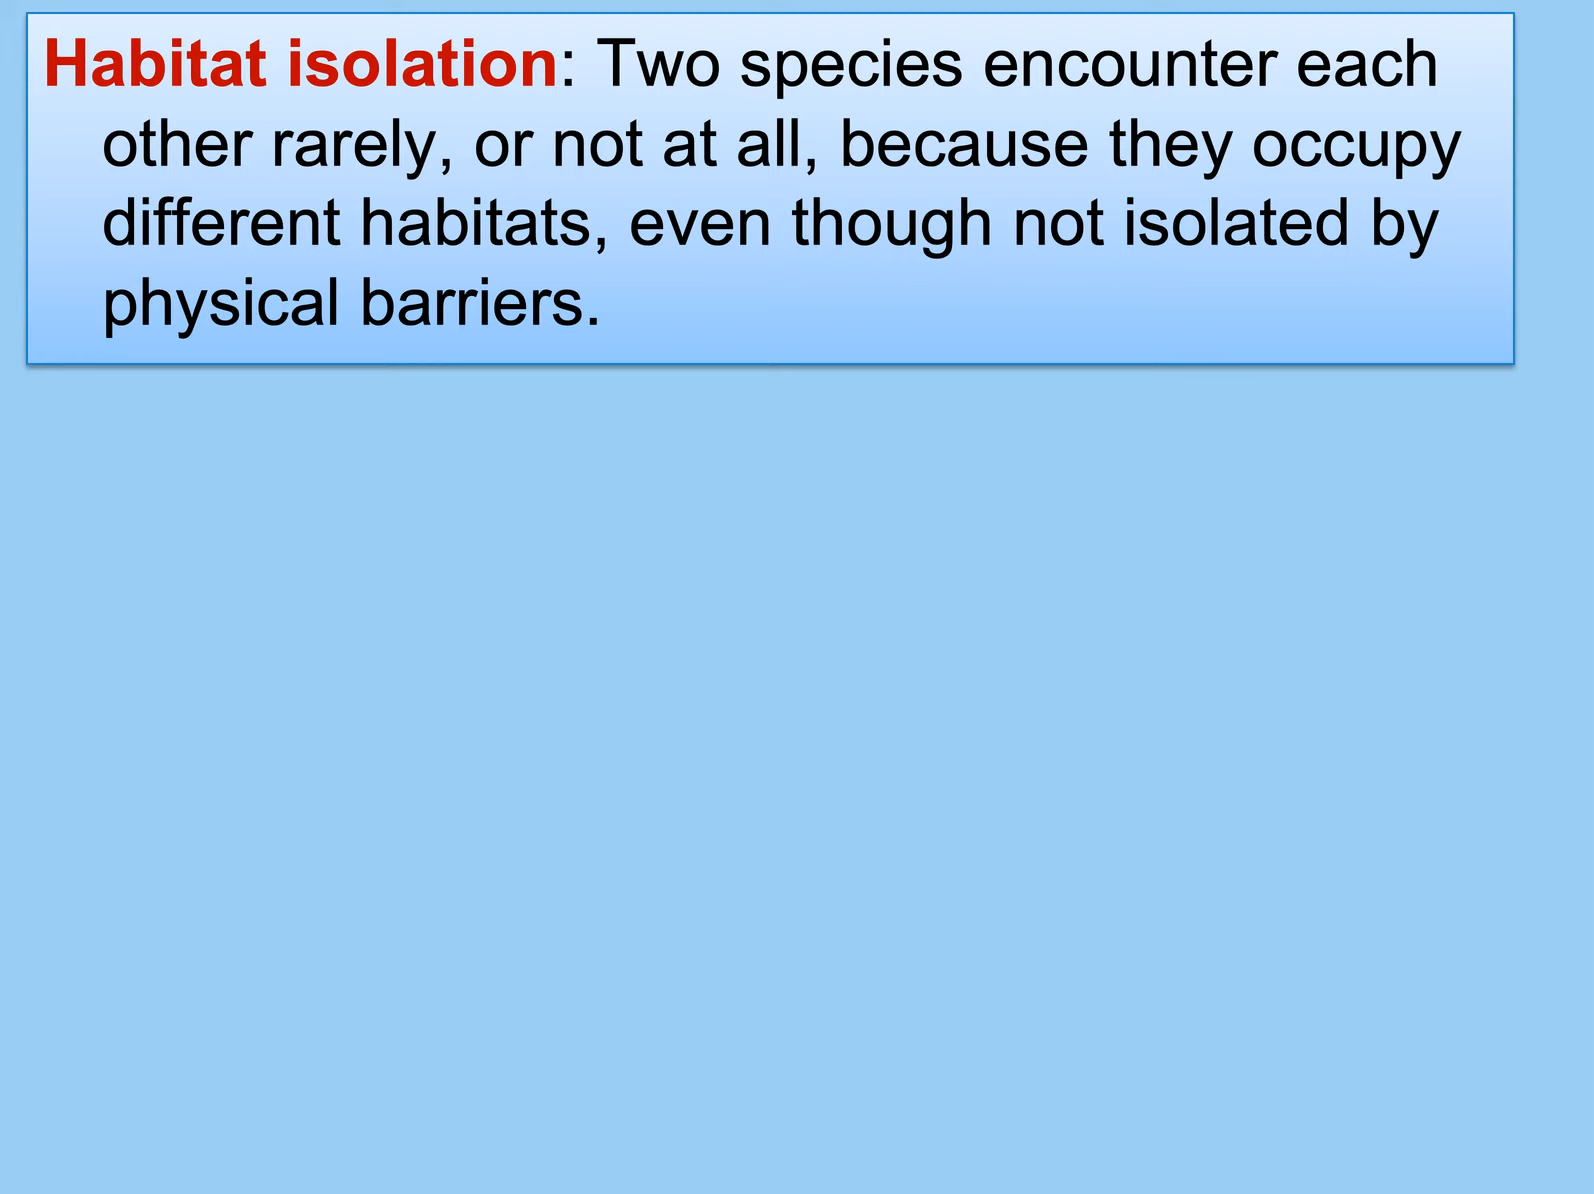 Habitat isolation: Two species encounter each
other rarely, or not at all, because they occupy
different habitats, even though not isolated by
physical barriers.